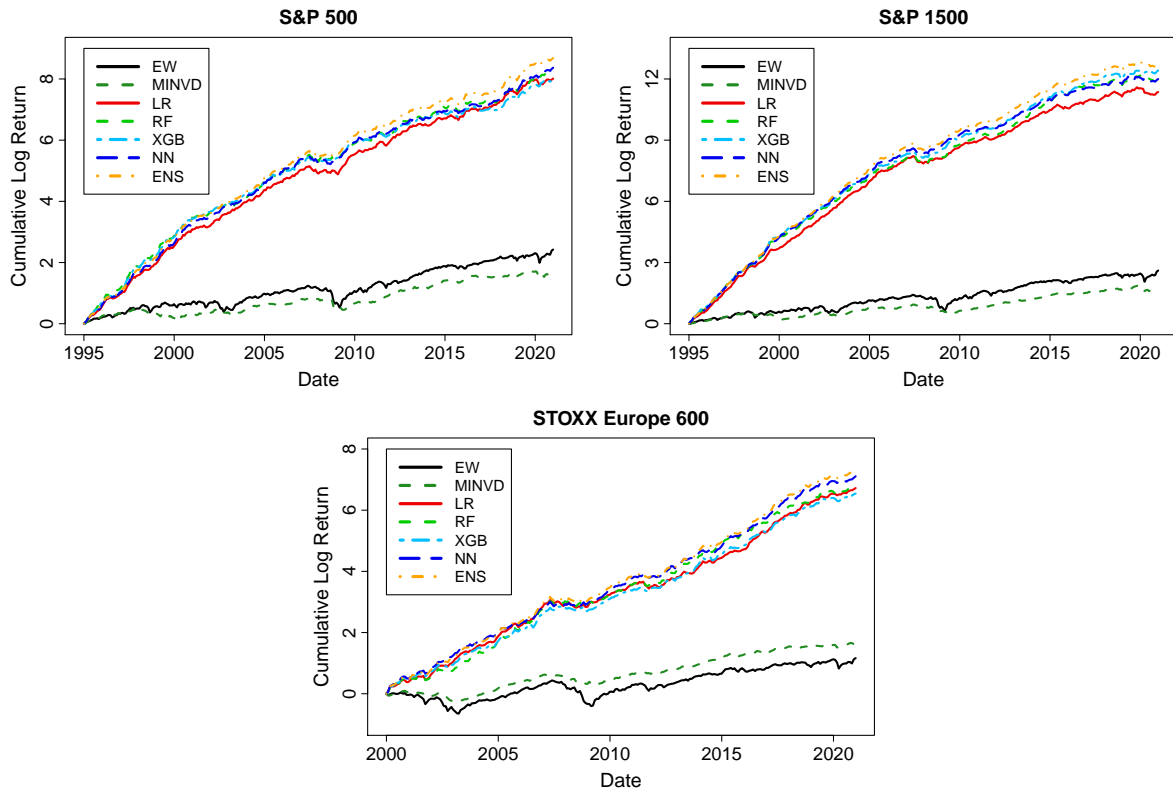 S&P 500
Cumulative Log Return
8
6
4
2
0
EW
MINVD
LR
RF
XGB
NN
ENS
1995 2000 2005 2010 2015 2020
Date
S&P 1500
Cumulative Log Return
12
9
6
3
0
EW
MINVD
LR
RF
XGB
NN
ENS
1995 2000 2005 2010 2015 2020
Date
STOXX Europe 600
Cumulative Log Return
8
6
4
2
0
EW
MINVD
LR
RF
XGB
NN
ENS
2000 2005 2010 2015 2020
Date